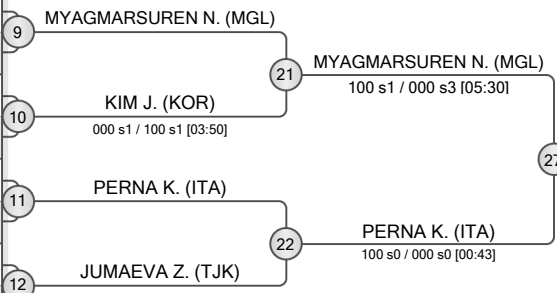 MYAGMARSUREN N. (MGL)
9
21
MYAGMARSUREN N. (MGL)
100 s1 / 000 s3 [05:30]
KIM J. (KOR)
10
000 s1 / 100 s1 [03:50]
27
PERNA K. (ITA)
11
22
PERNA K. (ITA)
100 s0 / 000 s0 [00:43]
JUMAEVA Z. (TJK)
12